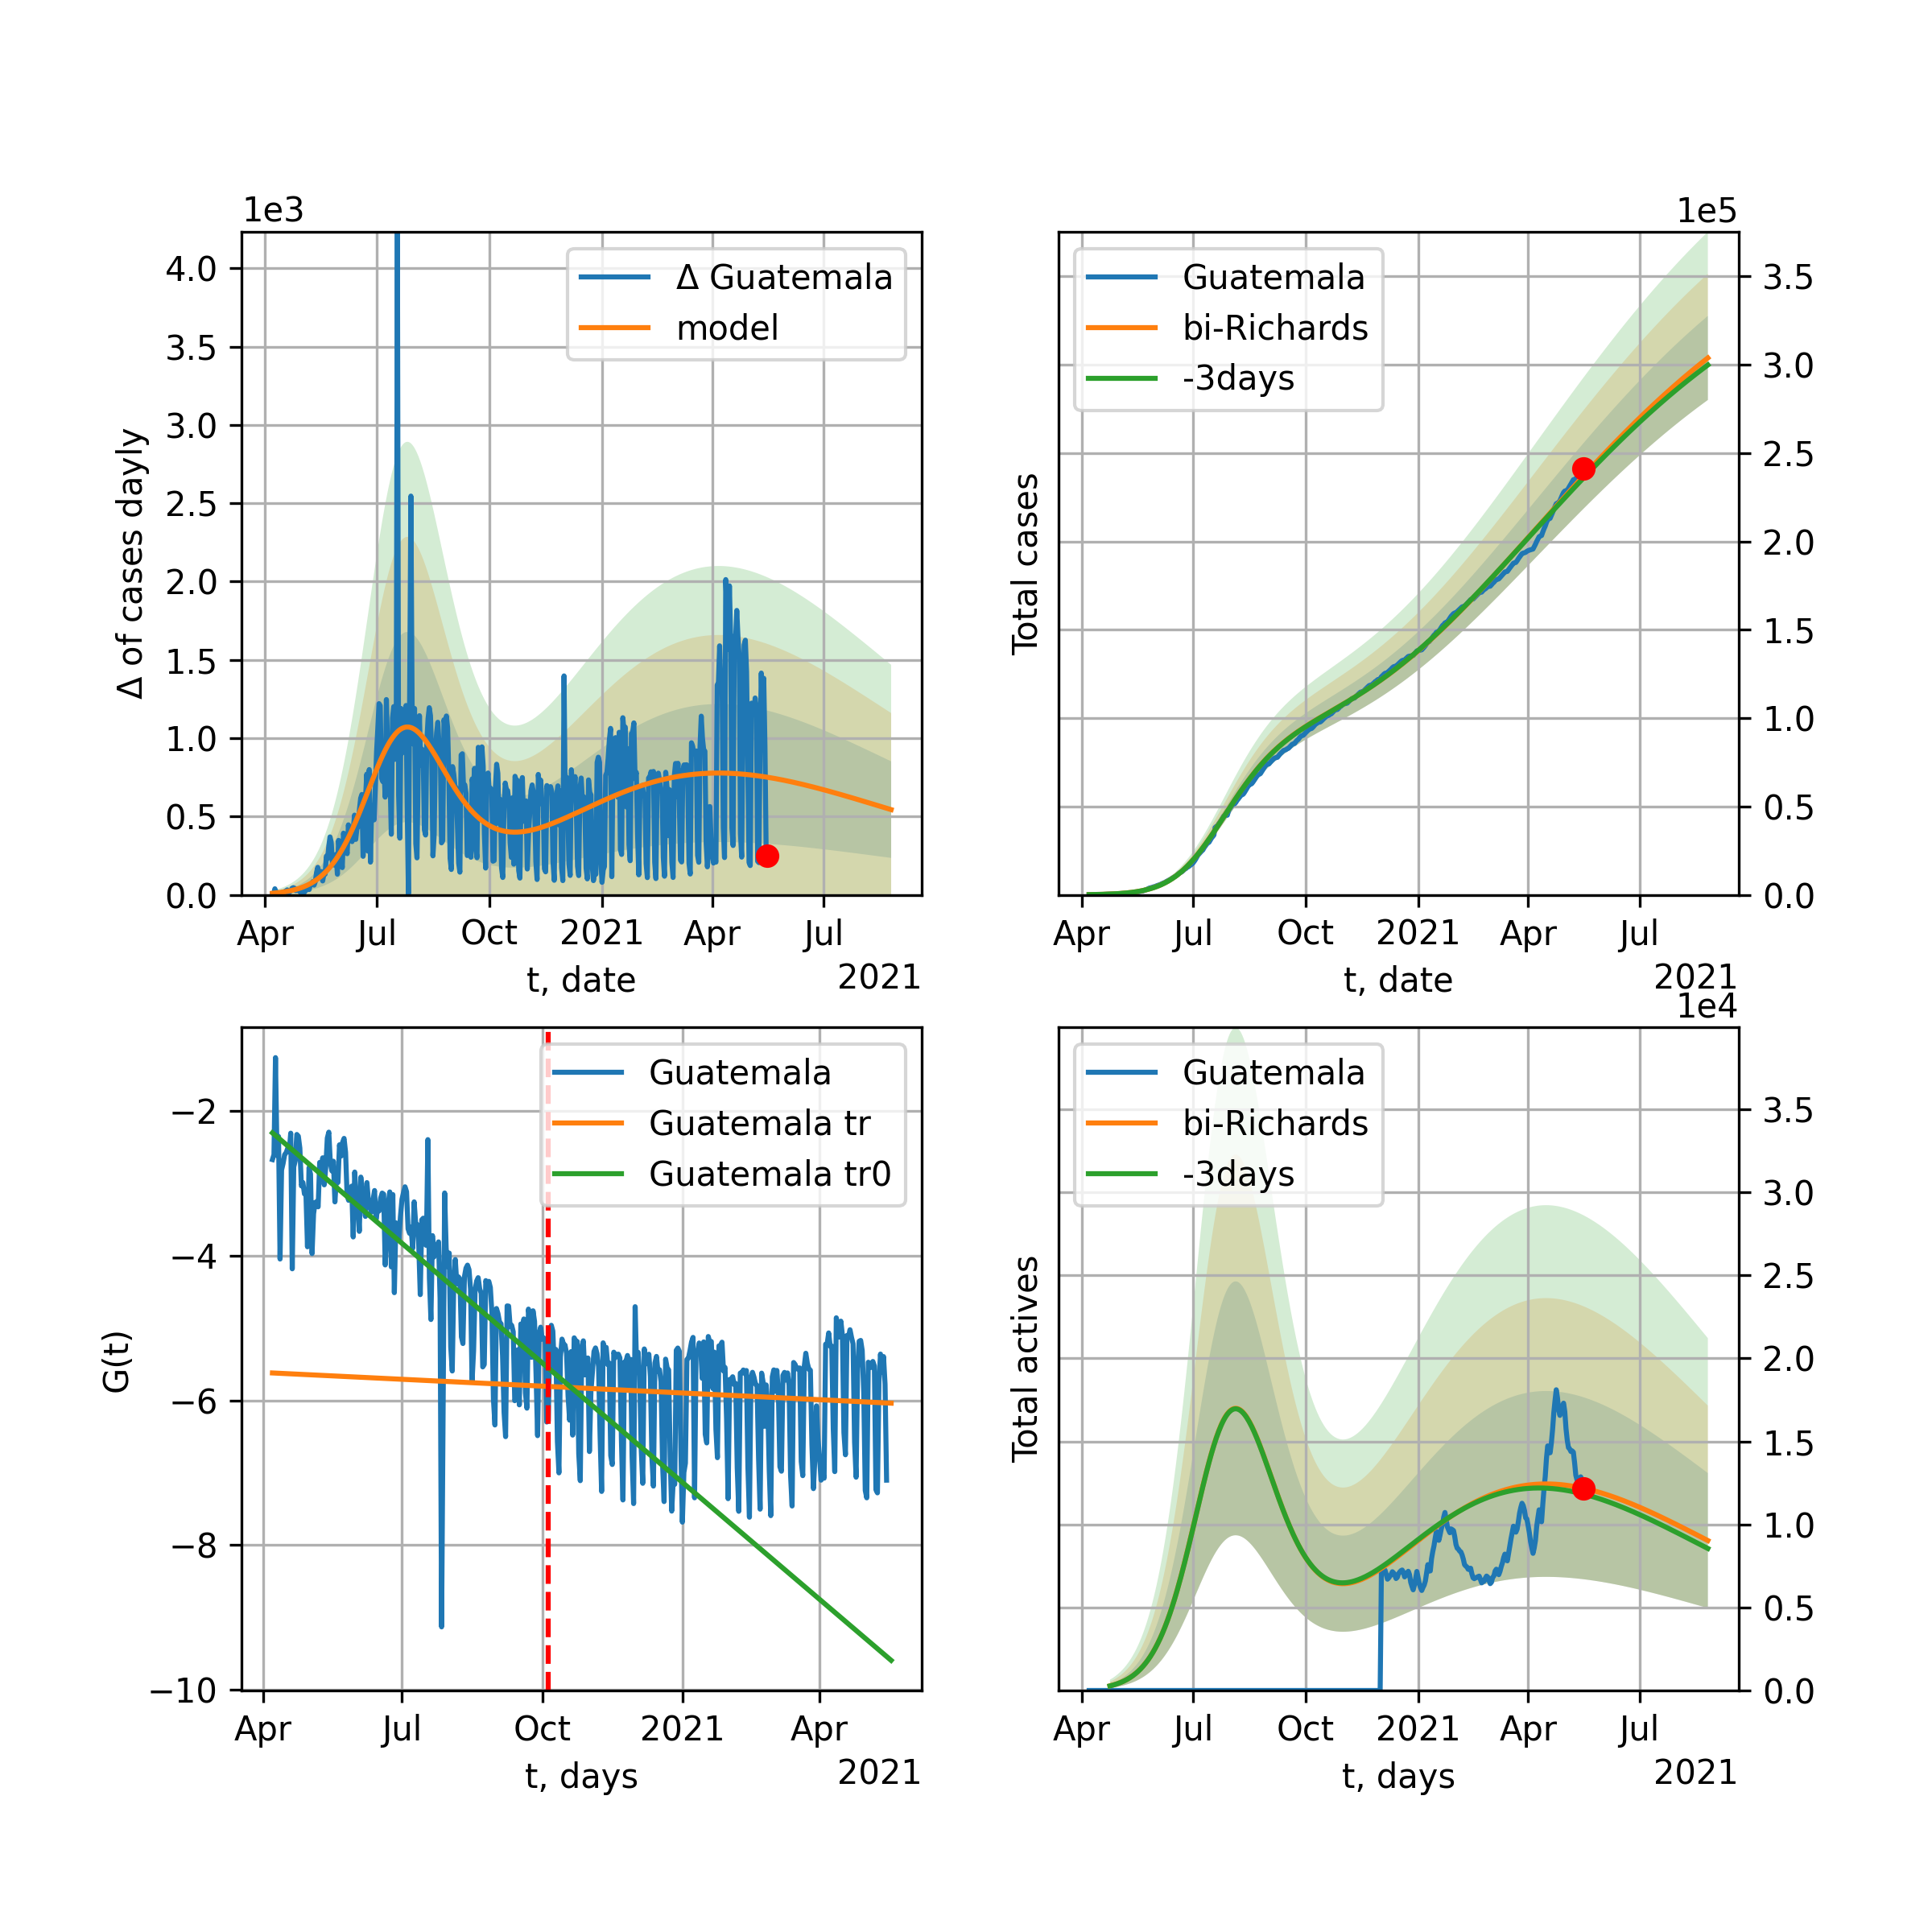 1e3
4.0
3.5
3.0
2.5
2.0
1.5
1.0
0.5
0.0
Δ of cases dayly
Δ Guatemala
model
Apr Jul Oct 2021 Apr Jul
t, date
2021
1e5
Total cases
Guatemala
bi-Richards
-3days
3.5
3.0
2.5
2.0
1.5
1.0
0.5
0.0
Apr Jul Oct 2021 Apr Jul
t, date
2021
G(t)
−2
−4
−6
−8
−10
Guatemala
Guatemala tr
Guatemala tr0
Apr Jul Oct 2021 Apr
t, days
2021
1e4
Total actives
Guatemala
bi-Richards
-3days
3.5
3.0
2.5
2.0
1.5
1.0
0.5
0.0
Apr Jul Oct 2021 Apr Jul
t, days
2021